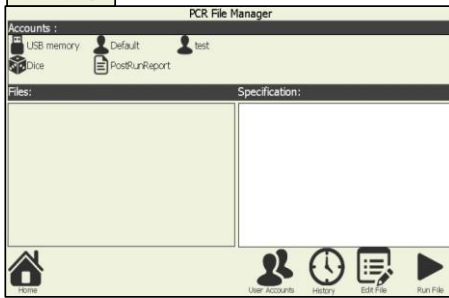 PCR File Manager
Accounts :
USB memory Default test
Dice PostRunReport
Files: Specification:
Home User Accounts History Edit File Run File